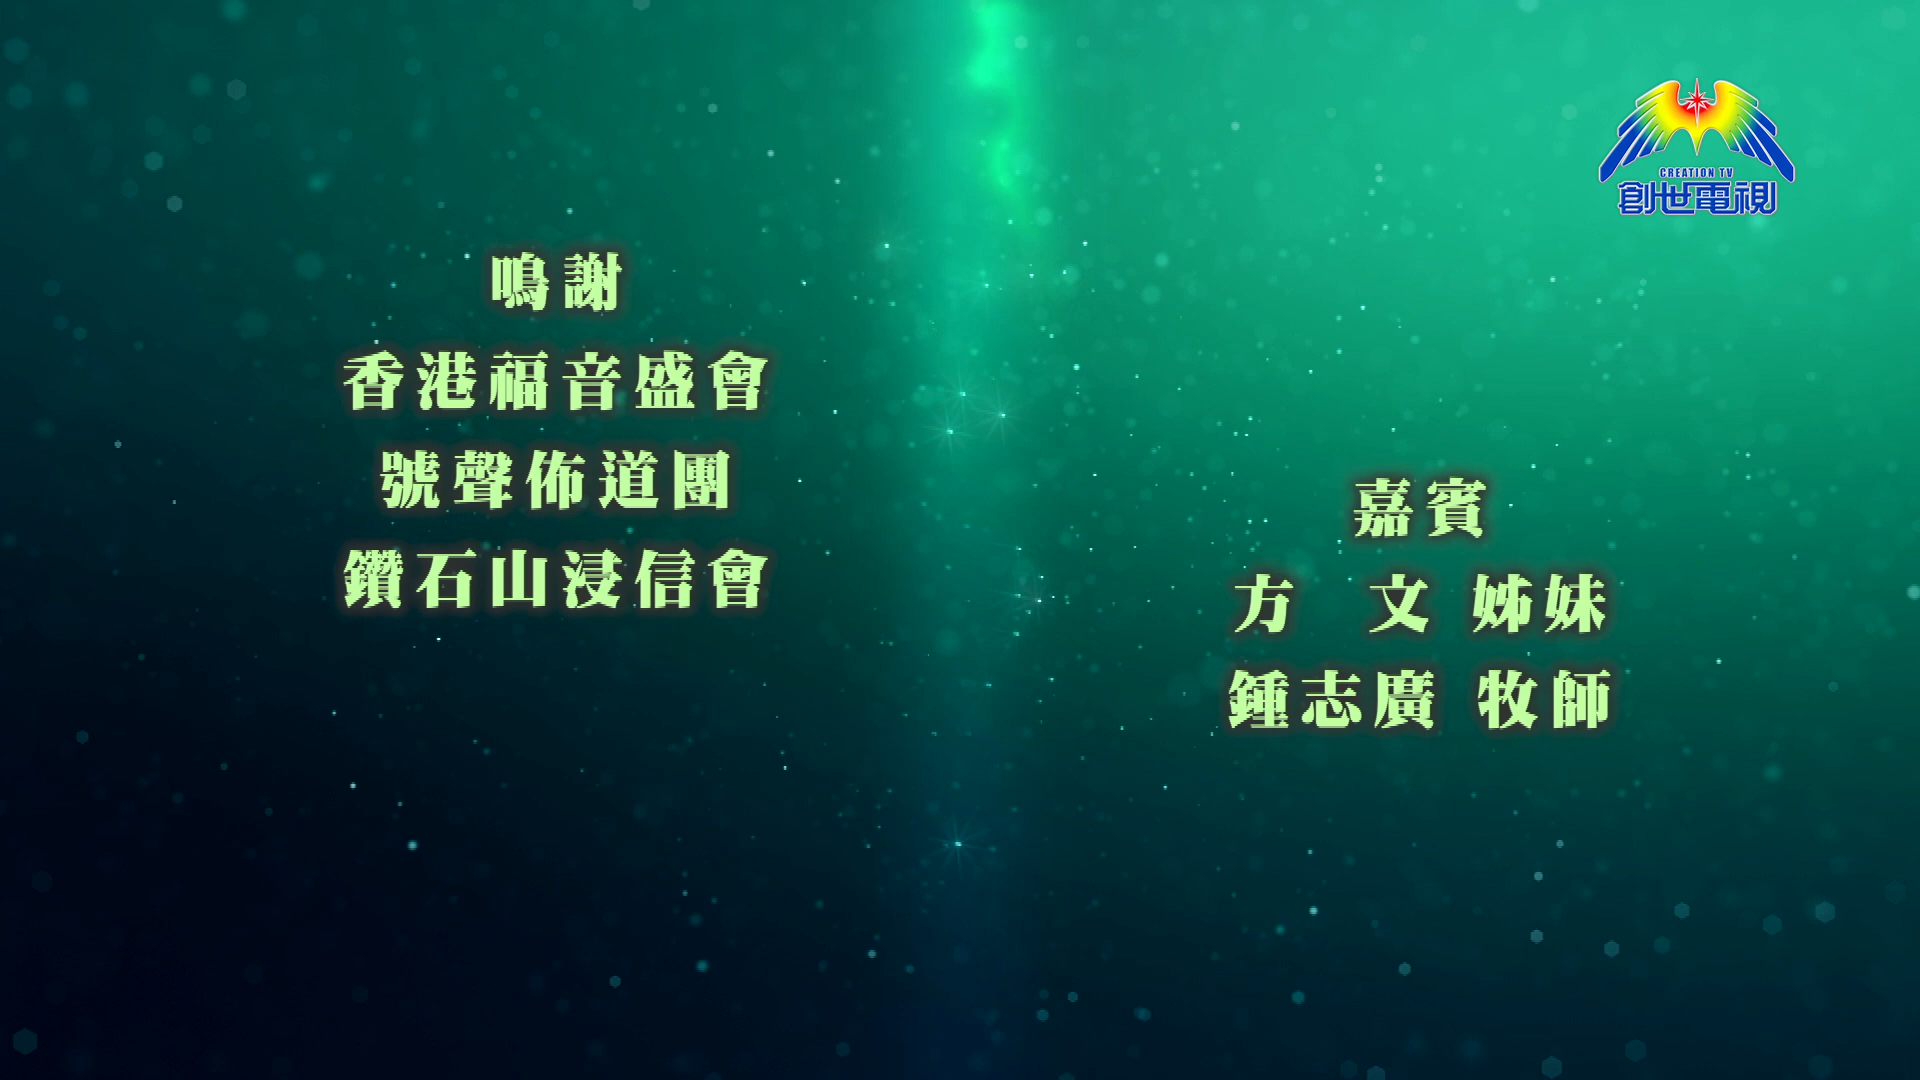 CREATION TV
創世電視
鳴謝
香港福音盛會
號聲佈道團
鑽石山浸信會
嘉賓
方　文 姊妹
鍾志廣 牧師